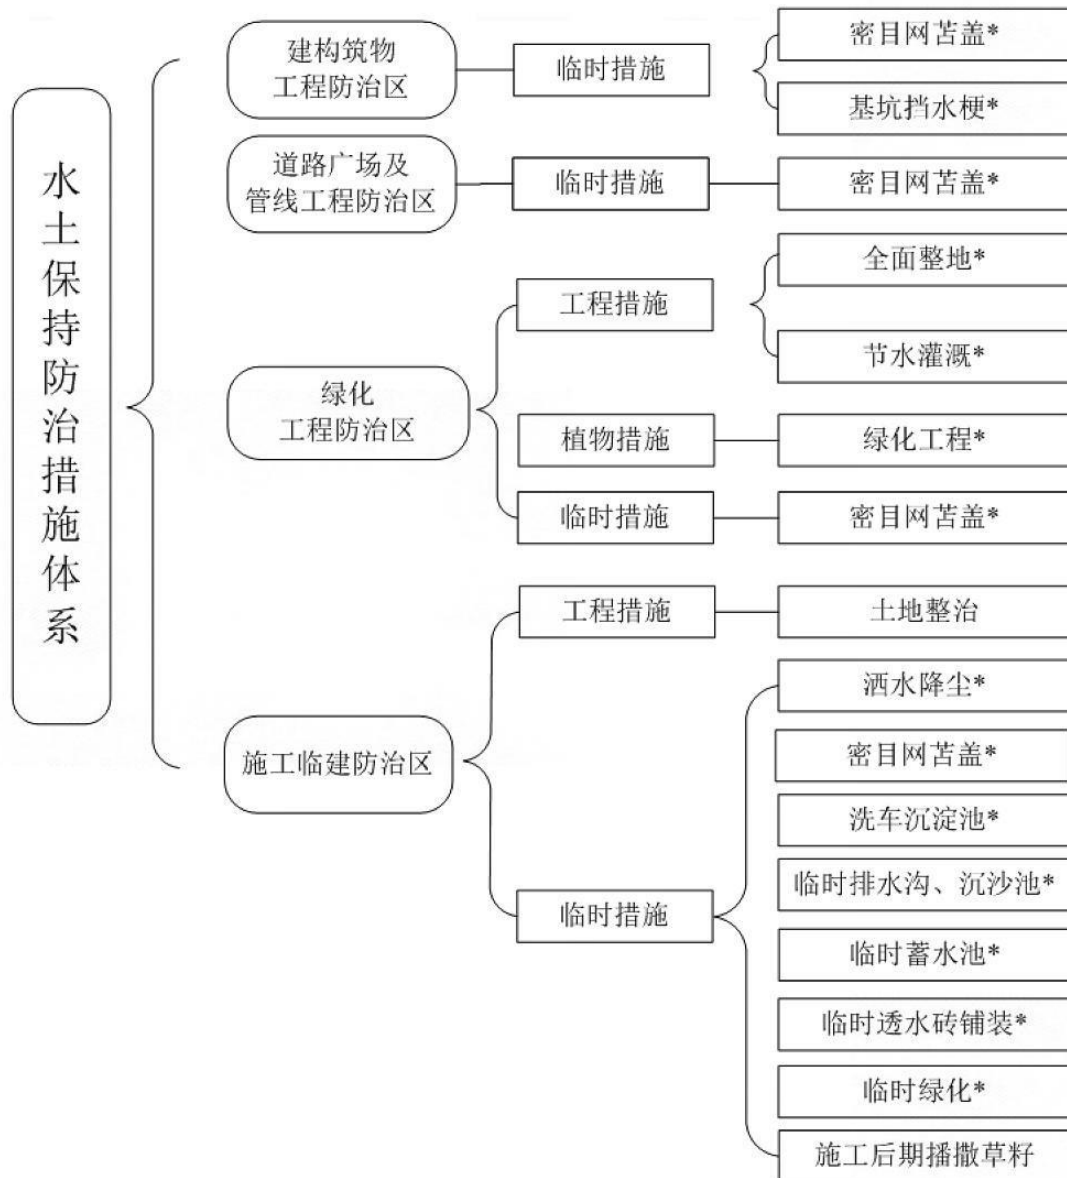 水土保持防治措施体系
建构筑物
工程防治区
临时措施
密目网苫盖*
基坑挡水梗*
道路广场及
管线工程防治区
临时措施
密目网苫盖*
绿化
工程防治区
工程措施
全面整地*
节水灌溉*
植物措施
绿化工程*
临时措施
密目网苫盖*
施工临建防治区
工程措施
土地整治
临时措施
洒水降尘*
密目网苫盖*
洗车沉淀池*
临时排水沟、沉沙池*
临时蓄水池*
临时透水砖铺装*
临时绿化*
施工后期播撒草籽